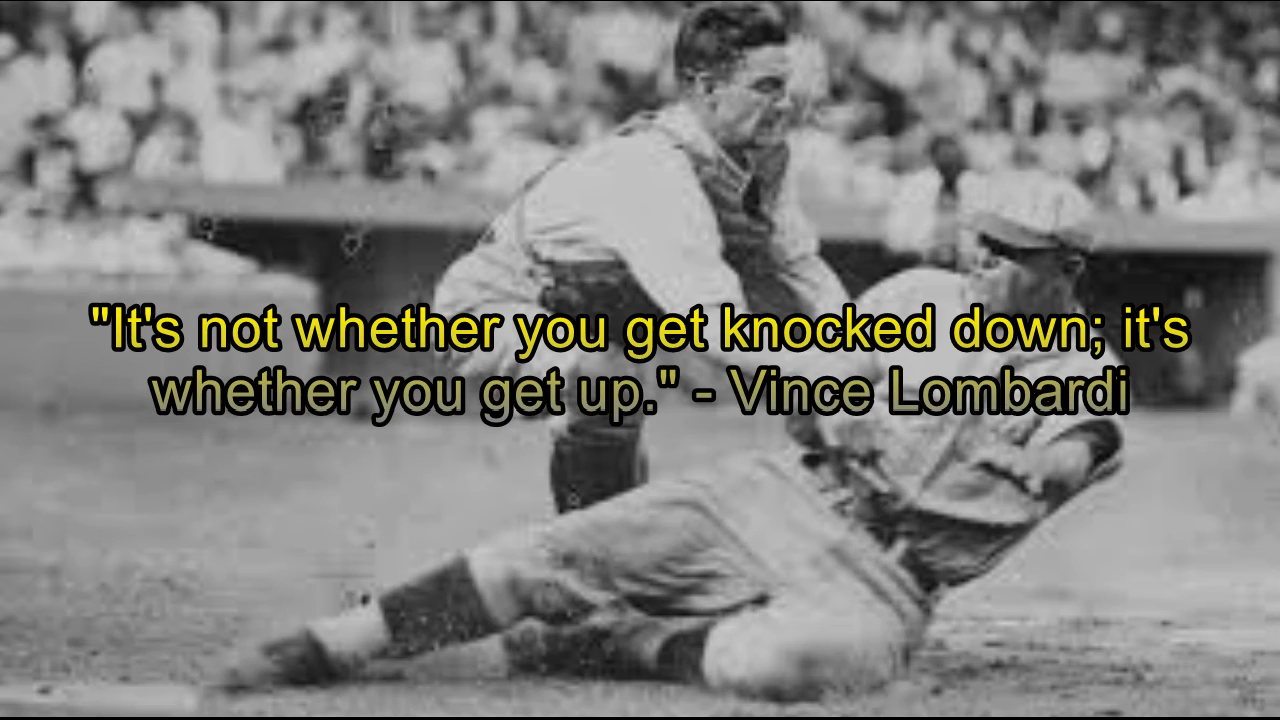 "It's not whether you get knocked down; it's
whether you get up." - Vince Lombardi